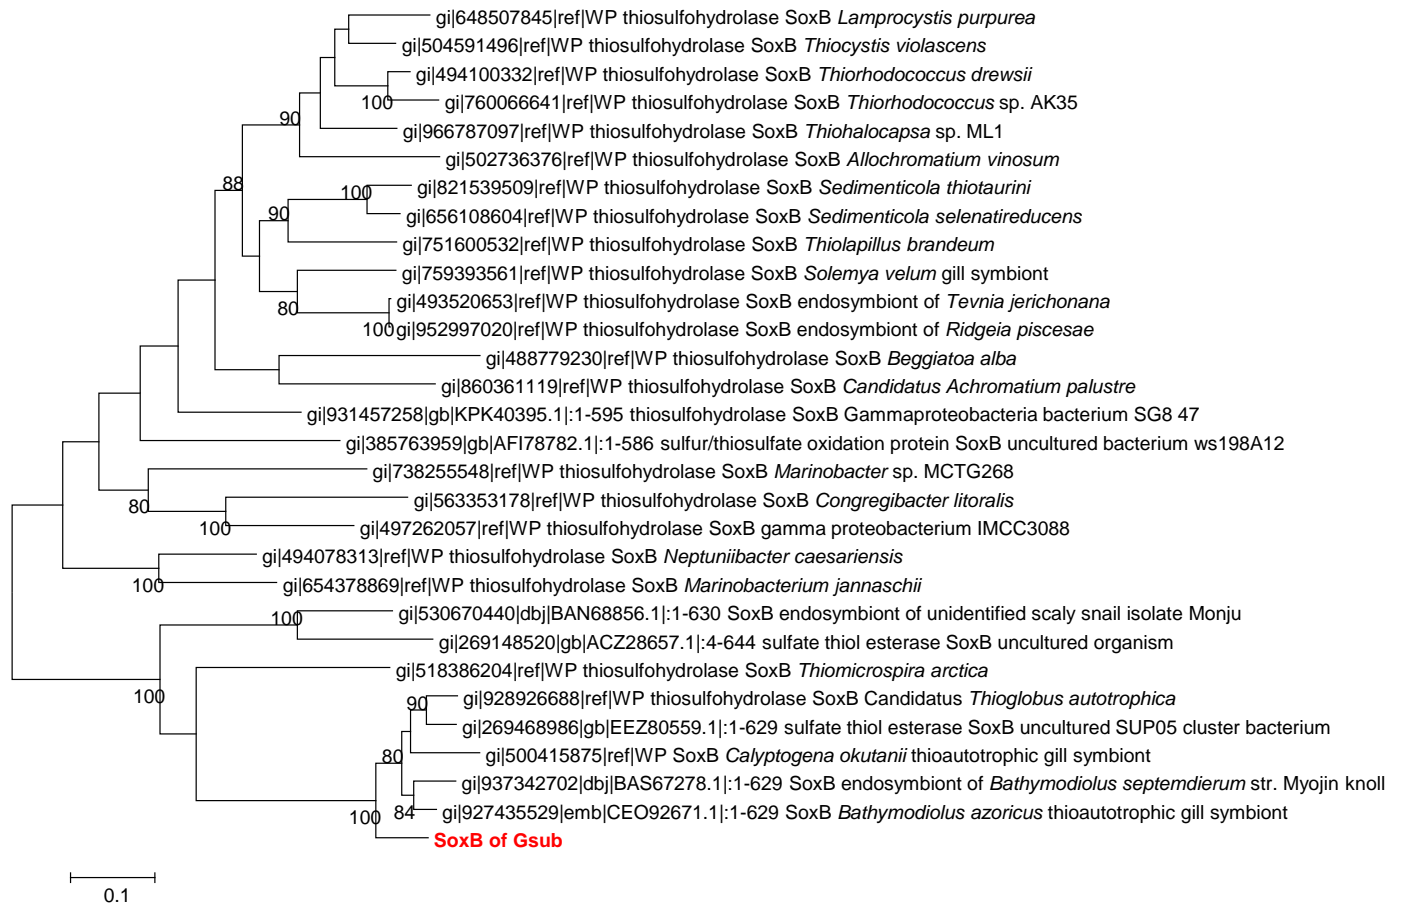 gi|648507845|ref|WP thiosulfohydrolase SoxB Lamprocystis purpurea
gi|504591496|ref|WP thiosulfohydrolase SoxB Thiocystis violascens
gi|494100332|ref|WP thiosulfohydrolase SoxB Thiorhodococcus drewsii
100 gi|760066641|ref|WP thiosulfohydrolase SoxB Thiorhodococcus sp. AK35
90
gi|966787097|ref|WP thiosulfohydrolase SoxB Thiohalocapsa sp. ML1
gi|502736376|ref|WP thiosulfohydrolase SoxB Allochromatium vinosum
88
100 gi|821539509|ref|WP thiosulfohydrolase SoxB Sedimenticola thiotaurini
90 gi|656108604|ref|WP thiosulfohydrolase SoxB Sedimenticola selenatireducens
gi|751600532|ref|WP thiosulfohydrolase SoxB Thiolapillus brandeum
gi|759393561|ref|WP thiosulfohydrolase SoxB Solemya velum gill symbiont
80 gi|493520653|ref|WP thiosulfohydrolase SoxB endosymbiont of Tevnia jerichonana
100 gi|952997020|ref|WP thiosulfohydrolase SoxB endosymbiont of Ridgeia piscesae
gi|488779230|ref|WP thiosulfohydrolase SoxB Beggiatoa alba
gi|860361119|ref|WP thiosulfohydrolase SoxB Candidatus Achromatium palustre
gi|931457258|gb|KPK40395.1|:1-595 thiosulfohydrolase SoxB Gammaproteobacteria bacterium SG8 47
gi|385763959|gb|AFI78782.1|:1-586 sulfur/thiosulfate oxidation protein SoxB uncultured bacterium ws198A12
gi|738255548|ref|WP thiosulfohydrolase SoxB Marinobacter sp. MCTG268
80 gi|563353178|ref|WP thiosulfohydrolase SoxB Congregibacter litoralis
100 gi|497262057|ref|WP thiosulfohydrolase SoxB gamma proteobacterium IMCC3088
gi|494078313|ref|WP thiosulfohydrolase SoxB Neptuniibacter caesariensis
100 gi|654378869|ref|WP thiosulfohydrolase SoxB Marinobacterium jannaschii
100 gi|530670440|dbj|BAN68856.1|:1-630 SoxB endosymbiont of unidentified scaly snail isolate Monju
gi|269148520|gb|ACZ28657.1|:4-644 sulfate thiol esterase SoxB uncultured organism
gi|518386204|ref|WP thiosulfohydrolase SoxB Thiomicrospira arctica
100
90 gi|928926688|ref|WP thiosulfohydrolase SoxB Candidatus Thioglobus autotrophica
gi|269468986|gb|EEZ80559.1|:1-629 sulfate thiol esterase SoxB uncultured SUP05 cluster bacterium
80 gi|500415875|ref|WP SoxB Calyptogena okutanii thioautotrophic gill symbiont
gi|937342702|dbj|BAS67278.1|:1-629 SoxB endosymbiont of Bathymodiolus septemdierum str. Myojin knoll
100 84 gi|927435529|emb|CEO92671.1|:1-629 SoxB Bathymodiolus azoricus thioautotrophic gill symbiont
SoxB of Gsub
0.1